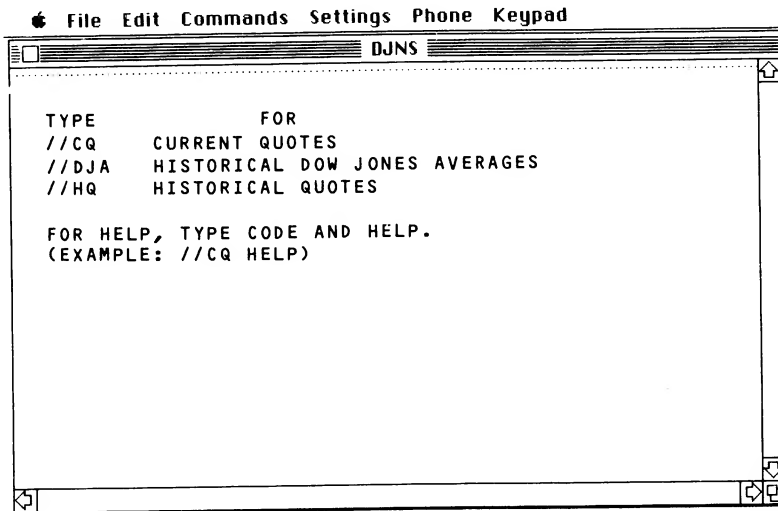 File Edit Commands Settings Phone Keypad
DJNS
TYPE FOR
//CQ CURRENT QUOTES
//DJA HISTORICAL DOW JONES AVERAGES
//HQ HISTORICAL QUOTES
FOR HELP, TYPE CODE AND HELP.
(EXAMPLE: //CQ HELP)